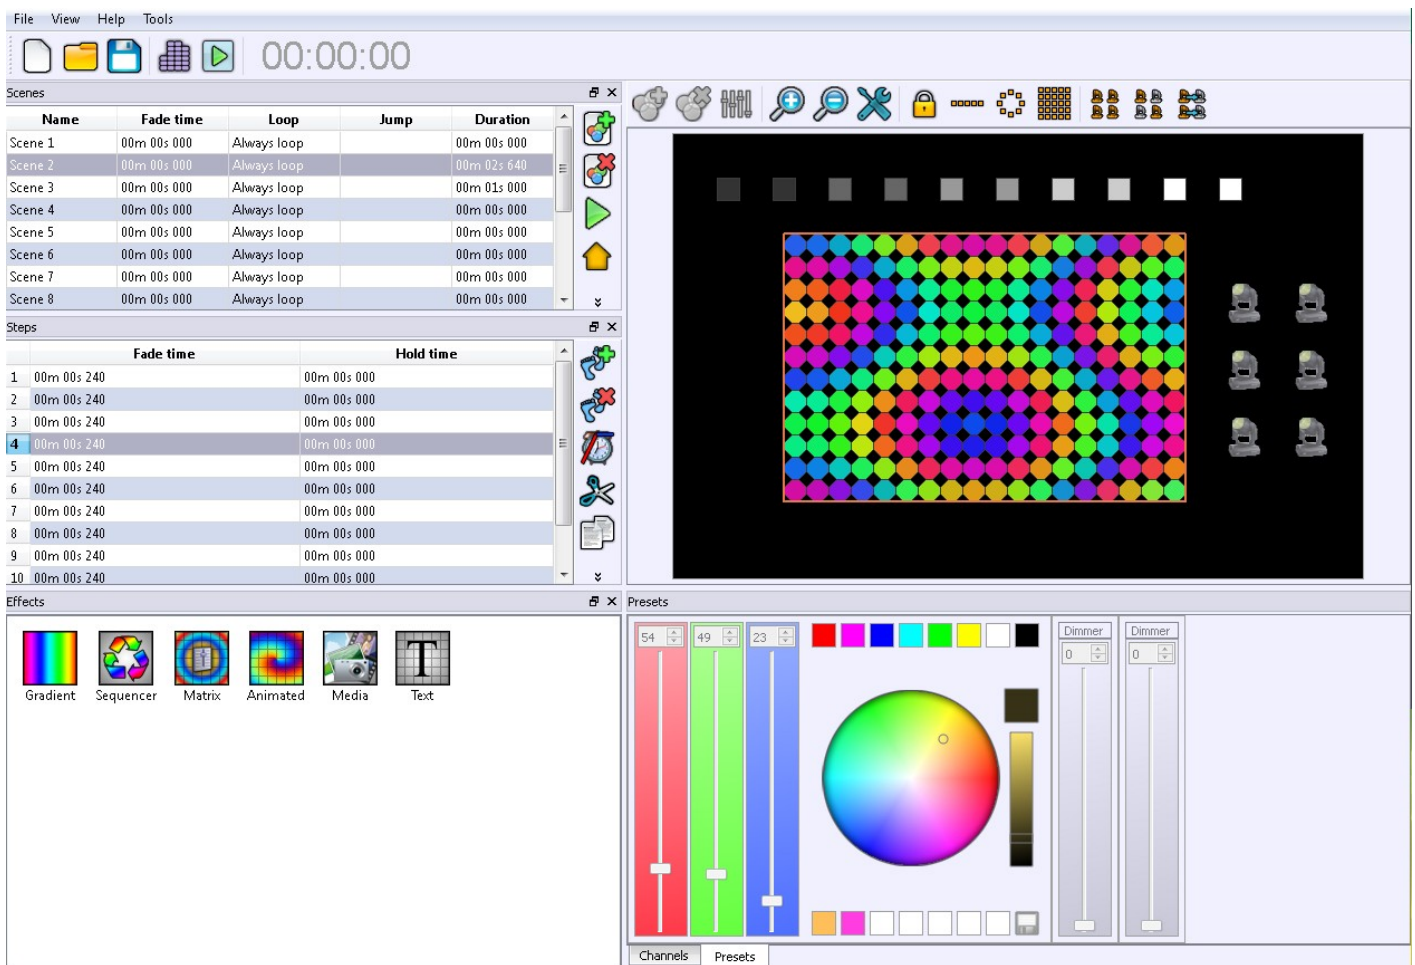 File View Help Tools
00:00:00
Scenes
Name Fade time Loop Jump Duration
Scene 1 00m 00s 000 Always loop 00m 00s 000
Scene 2 00m 00s 000 Always loop 00m 02s 640
Scene 3 00m 00s 000 Always loop 00m 01s 000
Scene 4 00m 00s 000 Always loop 00m 00s 000
Scene 5 00m 00s 000 Always loop 00m 00s 000
Scene 6 00m 00s 000 Always loop 00m 00s 000
Scene 7 00m 00s 000 Always loop 00m 00s 000
Scene 8 00m 00s 000 Always loop 00m 00s 000
Steps
Fade time Hold time
1 00m 00s 240 00m 00s 000
2 00m 00s 240 00m 00s 000
3 00m 00s 240 00m 00s 000
4 00m 00s 240 00m 00s 000
5 00m 00s 240 00m 00s 000
6 00m 00s 240 00m 00s 000
7 00m 00s 240 00m 00s 000
8 00m 00s 240 00m 00s 000
9 00m 00s 240 00m 00s 000
10 00m 00s 240 00m 00s 000
Effects
Gradient Sequencer Matrix Animated Media T Text
Presets
54 49 23
Dimmer Dimmer
0 0
Channels Presets